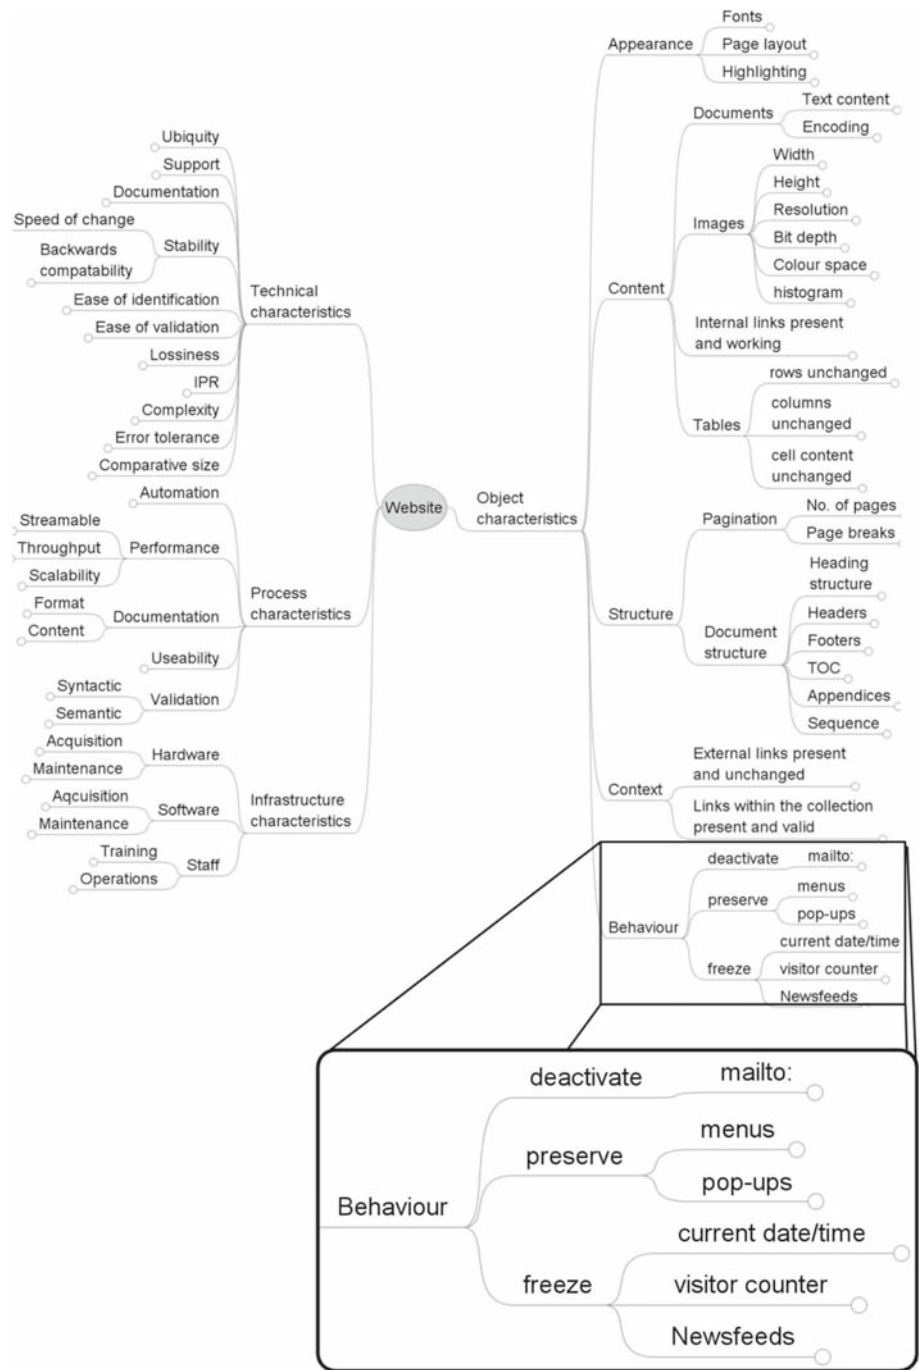 Fonts
Appearance
Page layout
Highlighting
Documents
Text content
Encoding
Width
Height
Images
Resolution
Bit depth
Colour space
histogram
Content
Internal links present
and working
rows unchanged
Tables
columns
unchanged
cell content
unchanged
Ubiquity
Support
Documentation
Speed of change
Stability
Backwards
compatability
Technical
characteristics
Ease of identification
Ease of validation
Lossiness
IPR
Complexity
Error tolerance
Comparative size
Website
Object
characteristics
Automation
Streamable
Throughput
Performance
Scalability
Process
characteristics
Format
Documentation
Content
Useability
Syntactic
Validation
Semantic
Acquisition
Hardware
Maintenance
Infrastructure
characteristics
Aqcuisition
Software
Maintenance
Training
Staff
Operations
Pagination
No. of pages
Page breaks
Structure
Heading
structure
Document
structure
Headers
Footers
TOC
Appendices
Sequence
Context
External links present
and unchanged
Links within the collection
present and valid
deactivate
mailto:
preserve
menus
pop-ups
Behaviour
current date/time
freeze
visitor counter
Newsfeeds
deactivate
mailto:
preserve
menus
pop-ups
Behaviour
current date/time
freeze
visitor counter
Newsfeeds